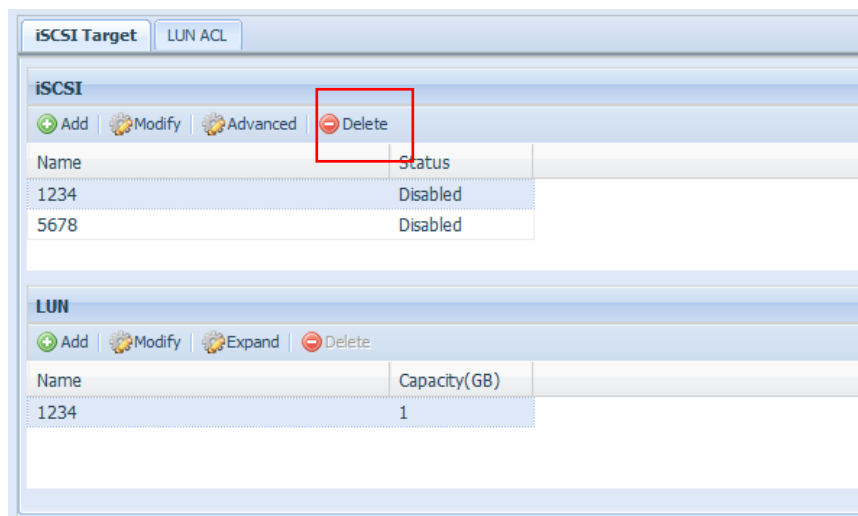 iSCSI Target LUN ACL
iSCSI
Add Modify Advanced Delete
Name Status
1234 Disabled
5678 Disabled
LUN
Add Modify Expand Delete
Name Capacity(GB)
1234 1